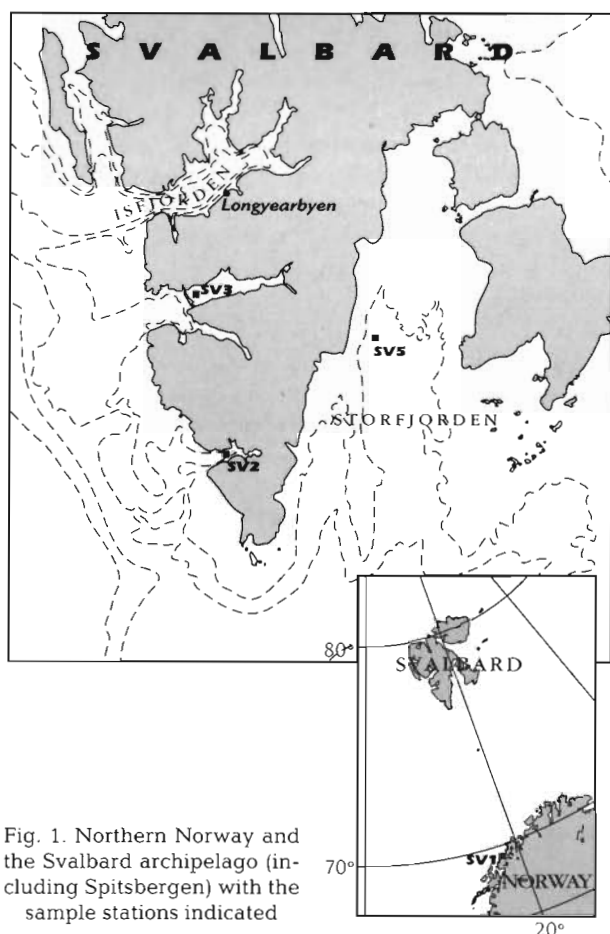 SVALBARD
ISFJORDEN
Longyearbyen
SV3
SV5
STORFJORDEN
SV2
80°
SVALBARD
SV1
70°
NORWAY
20°
Fig. 1. Northern Norway and
the Svalbard archipelago (in-
cluding Spitsbergen) with the
sample stations indicated